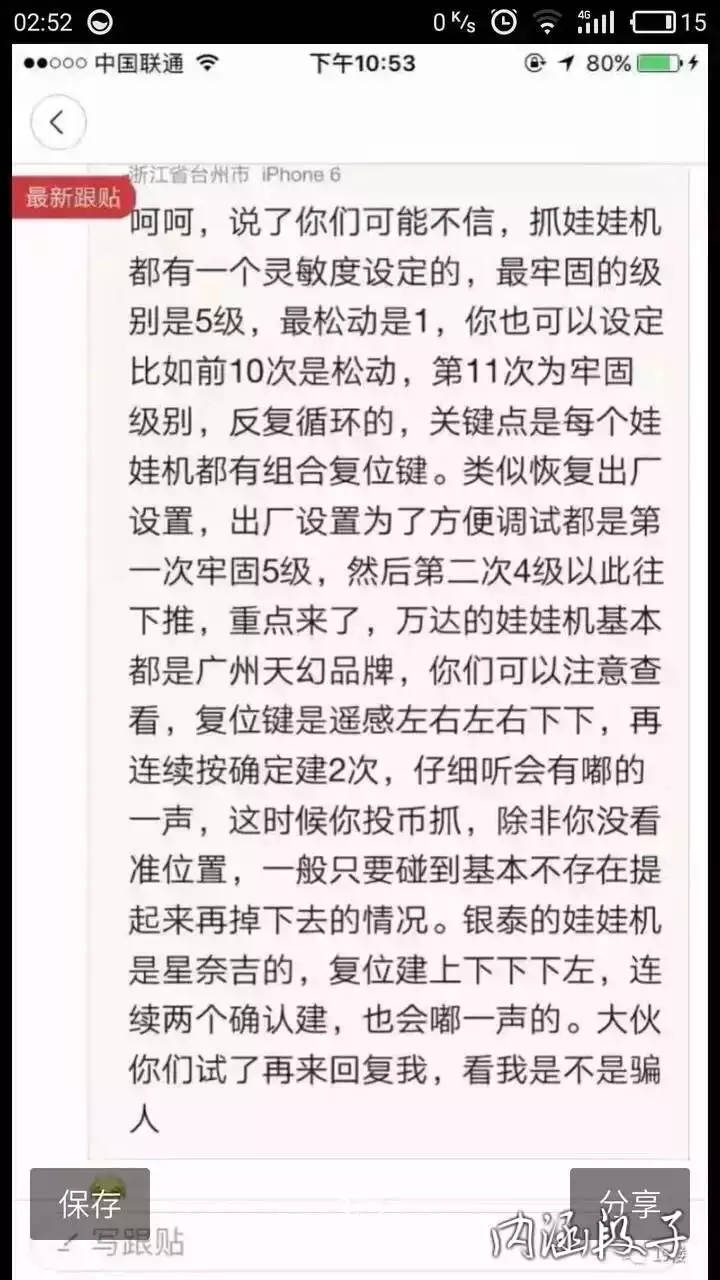 02:52
0 K/s
4G
15
中国联通
下午10:53
80%
浙江省台州市 iPhone 6
最新跟贴
呵呵，说了你们可能不信，抓娃娃机
都有一个灵敏度设定的，最牢固的级
别是5级，最松动是1，你也可以设定
比如前10次是松动，第11次为牢固
级别，反复循环的，关键点是每个娃
娃机都有组合复位键。类似恢复出厂
设置，出厂设置为了方便调试都是第
一次牢固5级，然后第二次4级以此往
下推，重点来了，万达的娃娃机基本
都是广州天幻品牌，你们可以注意查
看，复位键是遥感左右左右下下，再
连续按确定建2次，仔细听会有嘟的
一声，这时候你投币抓，除非你没看
准位置，一般只要碰到基本不存在提
起来再掉下去的情况。银泰的娃娃机
是星奈吉的，复位建上下下下左，连
续两个确认建，也会嘟一声的。大伙
你们试了再来回复我，看我是不是骗
人
保存
分享
写跟贴
内涵段子